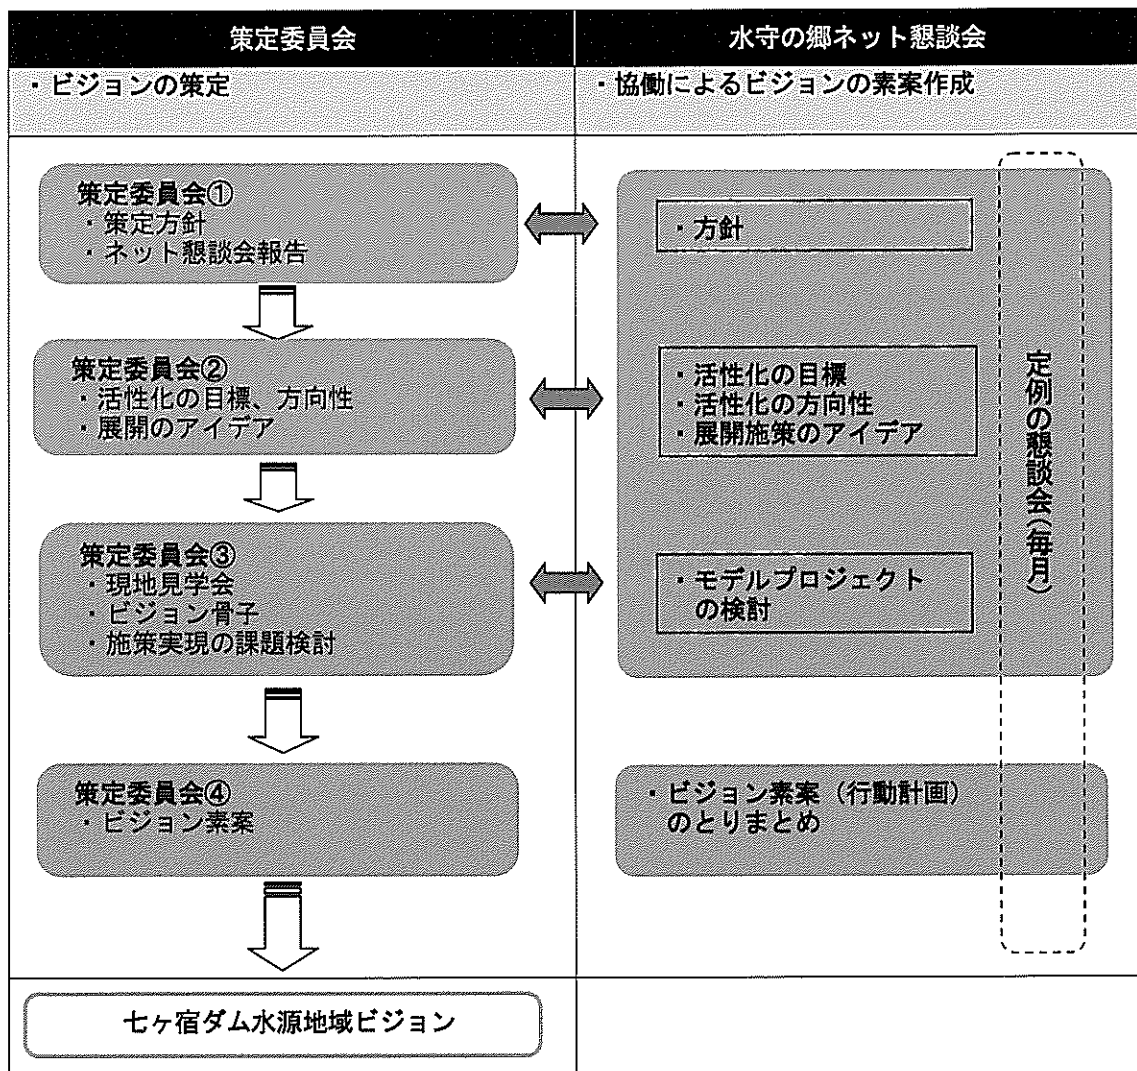 策定委員会
水守の郷ネット懇談会
・ビジョンの策定
・協働によるビジョンの素案作成
策定委員会①
・策定方針
・ネット懇談会報告
・方針
策定委員会②
・活性化の目標、方向性
・展開のアイデア
・活性化の目標
・活性化の方向性
・展開施策のアイデア
定例の懇談会(毎月)
策定委員会③
・現地見学会
・ビジョン骨子
・施策実現の課題検討
・モデルプロジェクト
の検討
策定委員会④
・ビジョン素案
・ビジョン素案（行動計画）
のとりまとめ
七ヶ宿ダム水源地域ビジョン